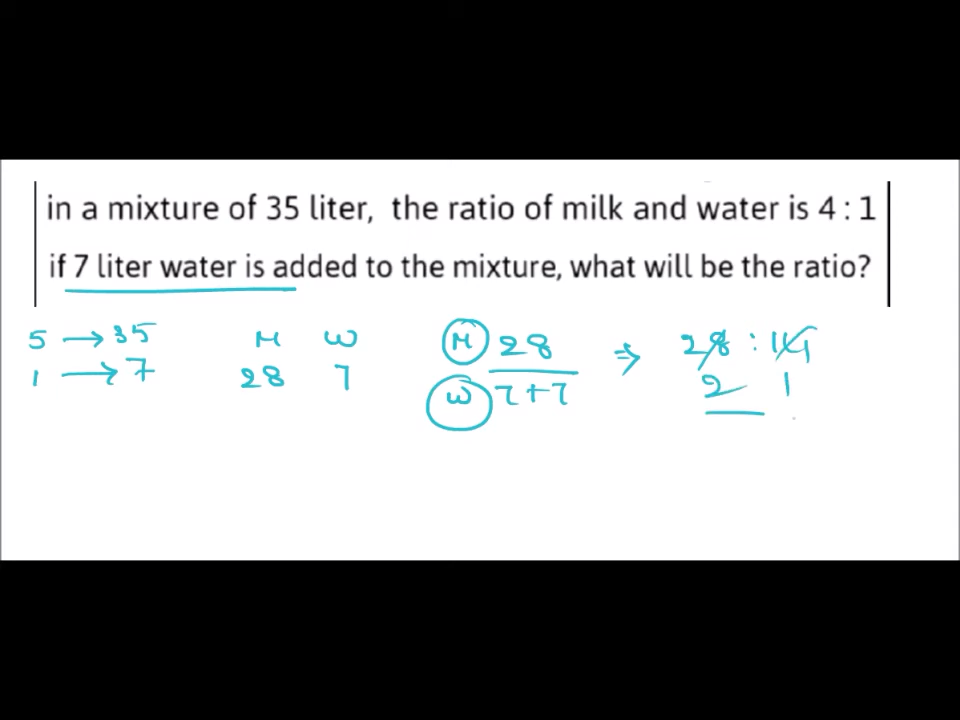 in a mixture of 35 liter, the ratio of milk and water is 4 : 1
if 7 liter water is added to the mixture, what will be the ratio?
5 → 35 M W M 28 ⇒ 28 : 14
1 → 7 28 7 W 7+7 2 1